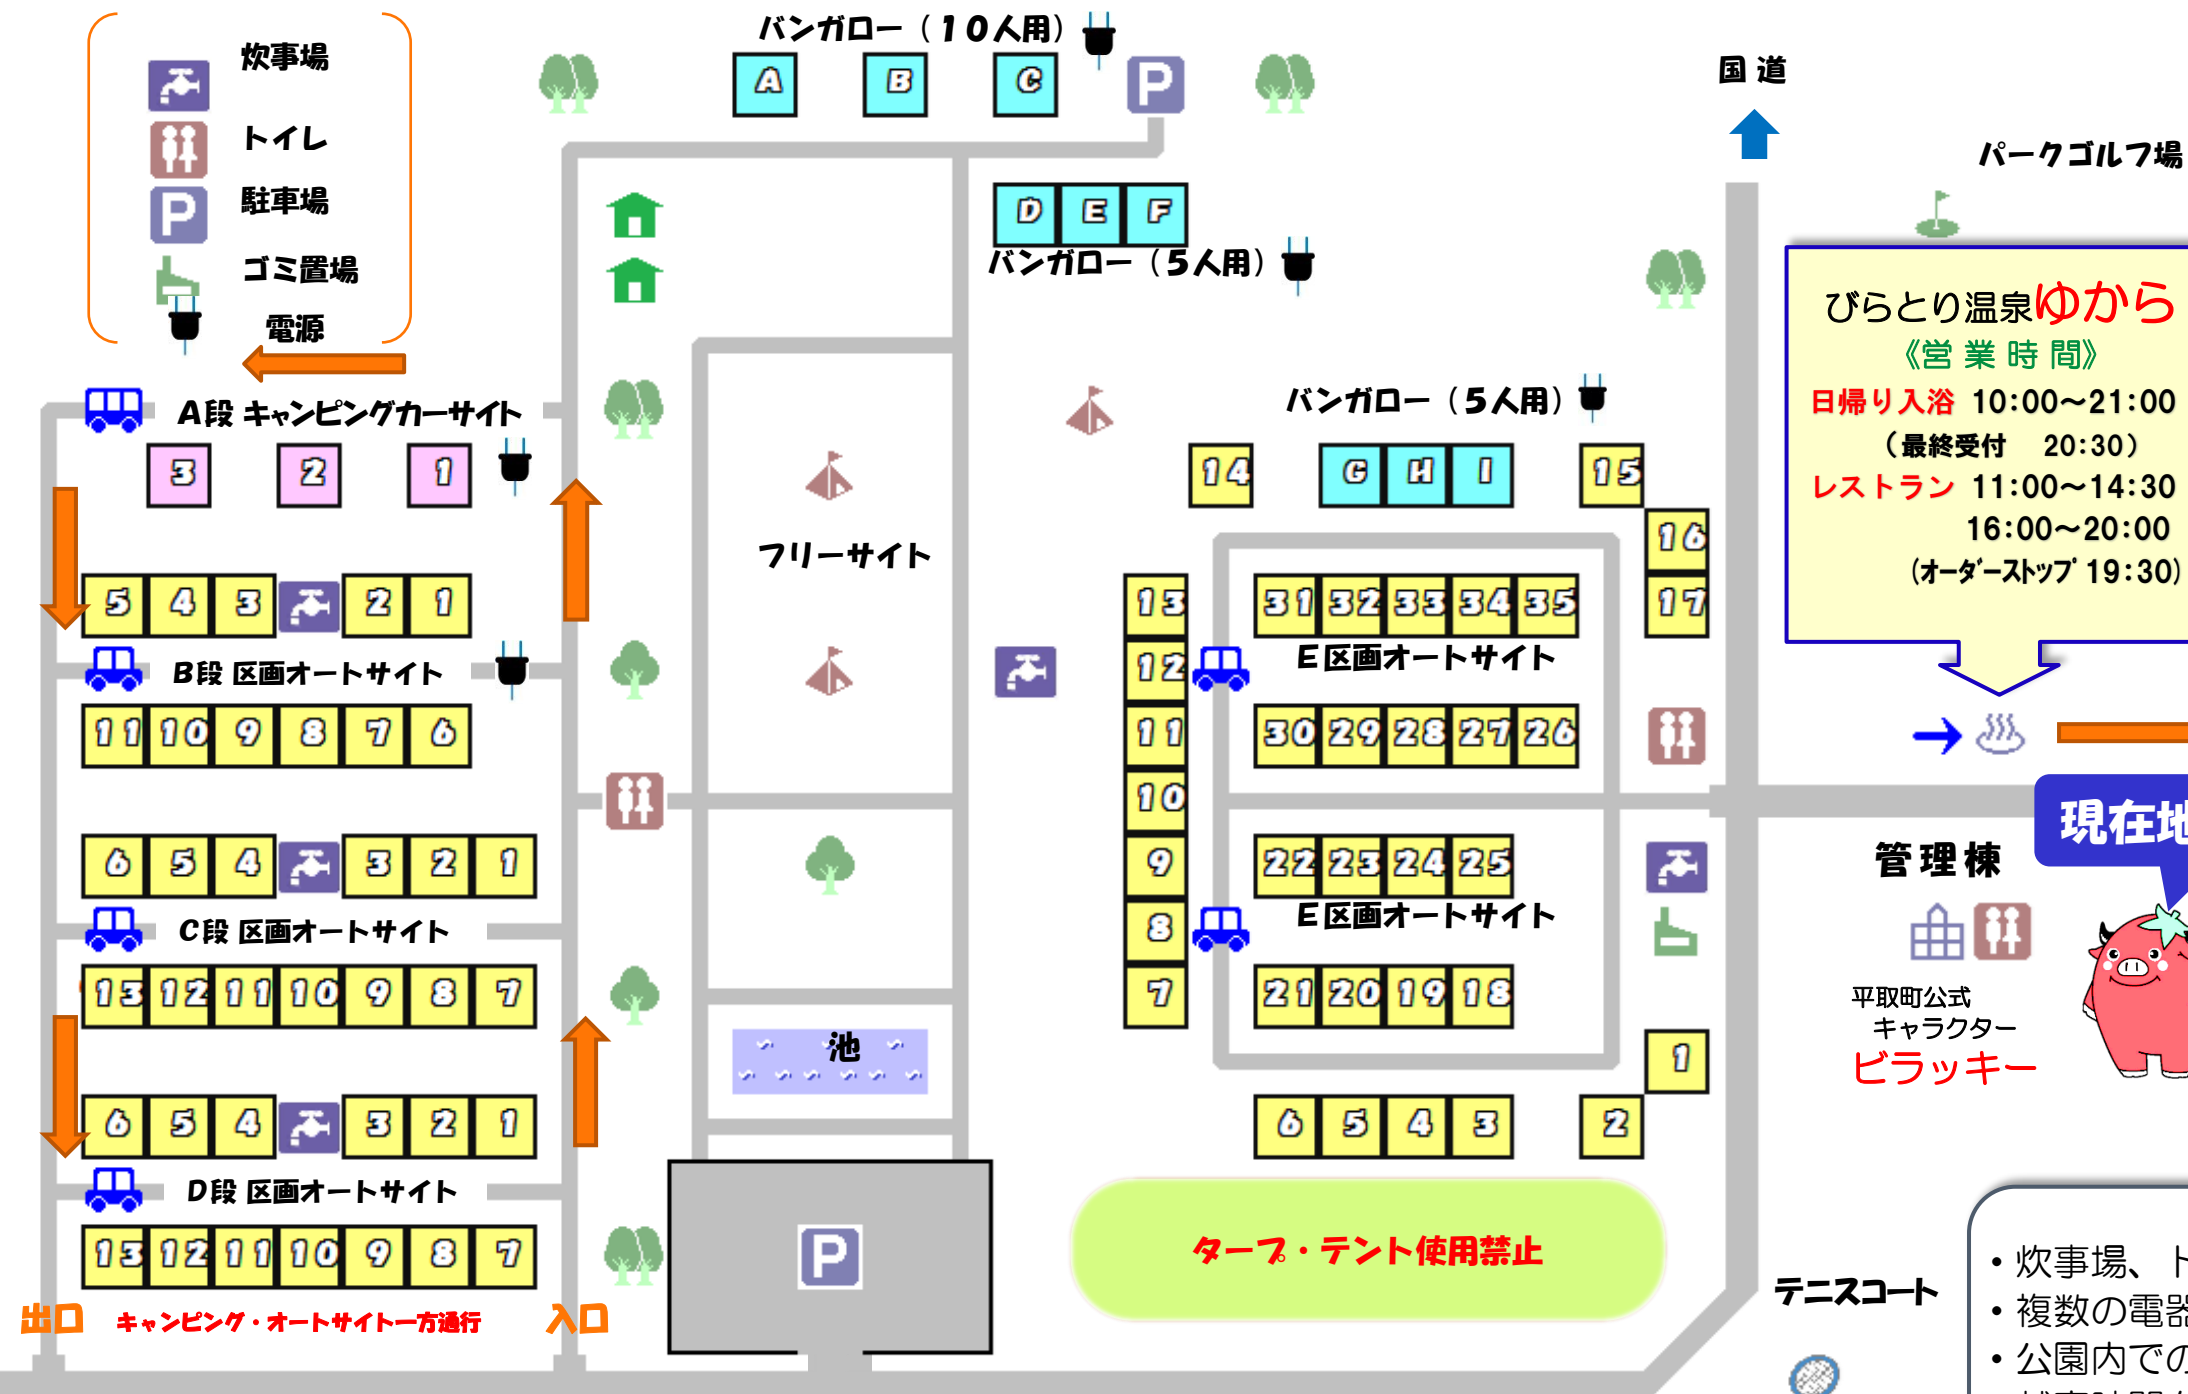 炊事場
トイレ
駐車場
ゴミ置場
電源
バンガロー（１０人用）
A B C
国道
パークゴルフ場
D E F
バンガロー（５人用）
びらとり温泉ゆから
《営業時間》
日帰り入浴 10:00～21:00
（最終受付 20:30）
レストラン 11:00～14:30
16:00～20:00
(オーダーストップ 19:30)
A段 キャンピングカーサイト
3 2 1
5 4 3 2 1
B段 区画オートサイト
11 10 9 8 7 6
6 5 4 3 2 1
C段 区画オートサイト
13 12 11 10 9 8 7
6 5 4 3 2 1
D段 区画オートサイト
13 12 11 10 9 8 7
出口
キャンピング・オートサイト一方通行
入口
フリーサイト
池
P
バンガロー（５人用）
14 G H I 15
16
17
13
12
11
10
9
8
7
31 32 33 34 35
E区画オートサイト
30 29 28 27 26
22 23 24 25
E区画オートサイト
21 20 19 18
1
6 5 4 3 2
タープ・テント使用禁止
現在地
管理棟
平取町公式
キャラクター
ビラッキー
テニスコート
・炊事場、ト
・複数の電器
・公園内での